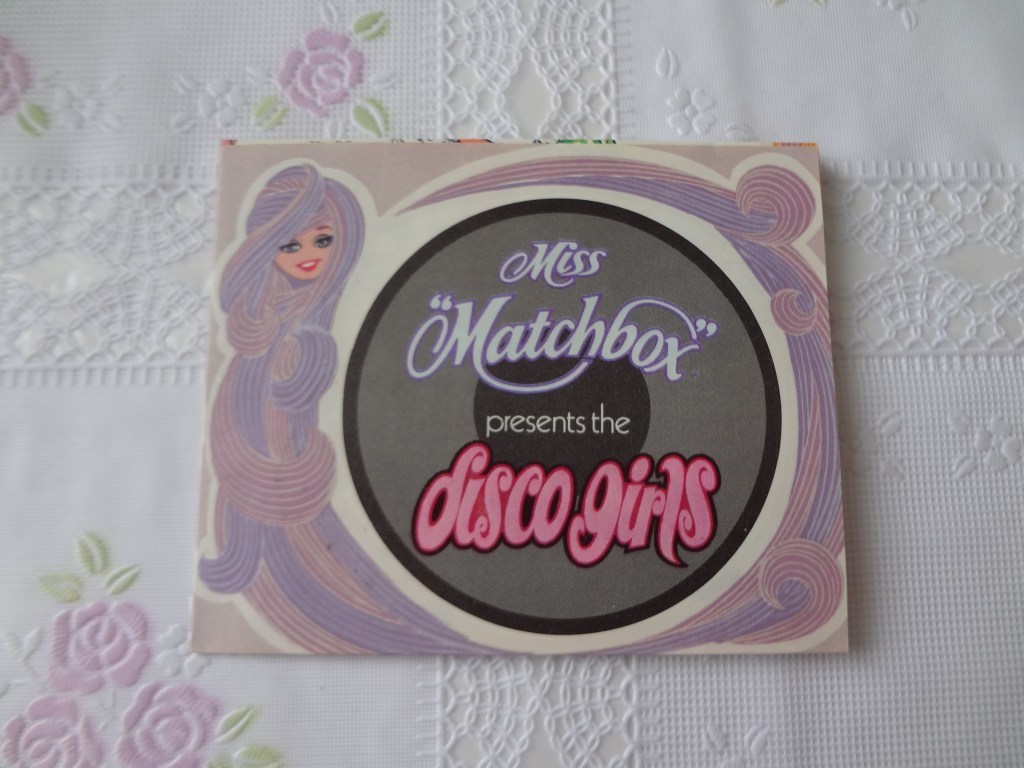 Miss
"Matchbox"
presents the
disco girls